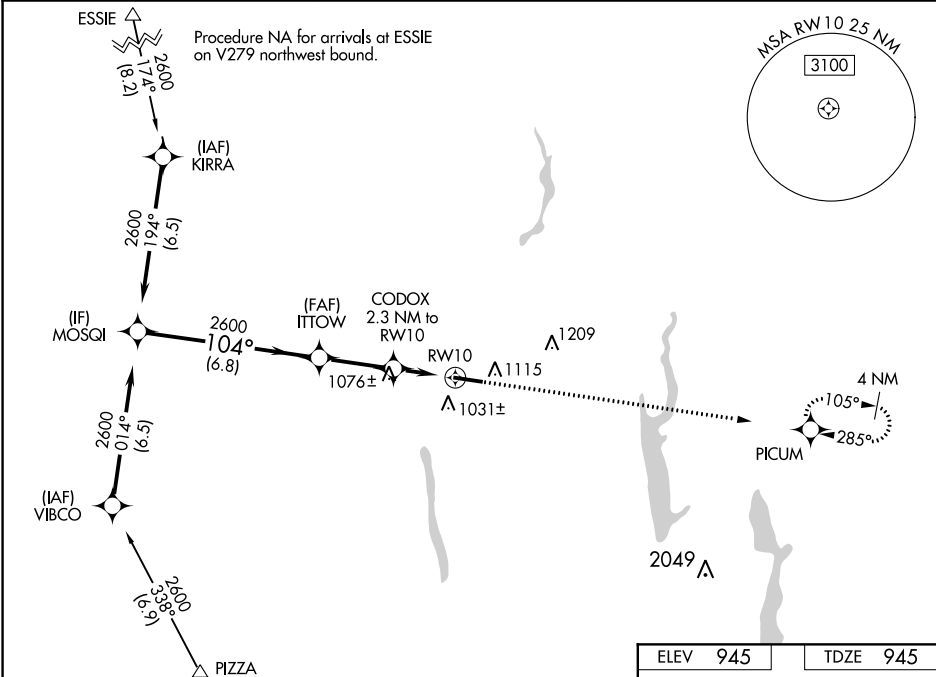 ESSIE
Procedure NA for arrivals at ESSIE
on V279 northwest bound.
2600
174°
(8.2)
MSA RW10 25 NM
3100
(IAF)
KIRRA
2600
194°
(6.5)
(IF)
MOSQI
2600
104°
(6.8)
(FAF)
ITTOW
CODOX
2.3 NM to
RW10
RW10
1076±
1115
1209
1031±
4 NM
105°
285°
PICUM
2600
014°
(6.5)
(IAF)
VIBCO
2600
338°
(6.9)
PIZZA
2049
ELEV 945
TDZE 945